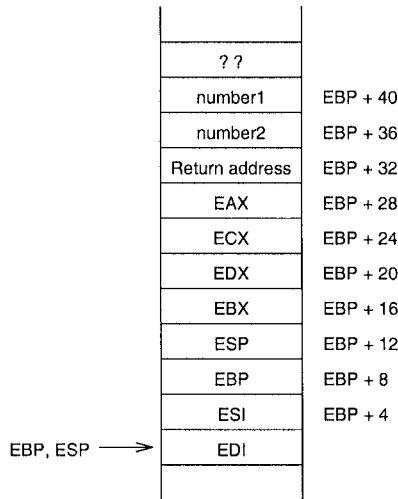 ? ?
number1 EBP + 40
number2 EBP + 36
Return address EBP + 32
EAX EBP + 28
ECX EBP + 24
EDX EBP + 20
EBX EBP + 16
ESP EBP + 12
EBP EBP + 8
ESI EBP + 4
EBP, ESP EDI